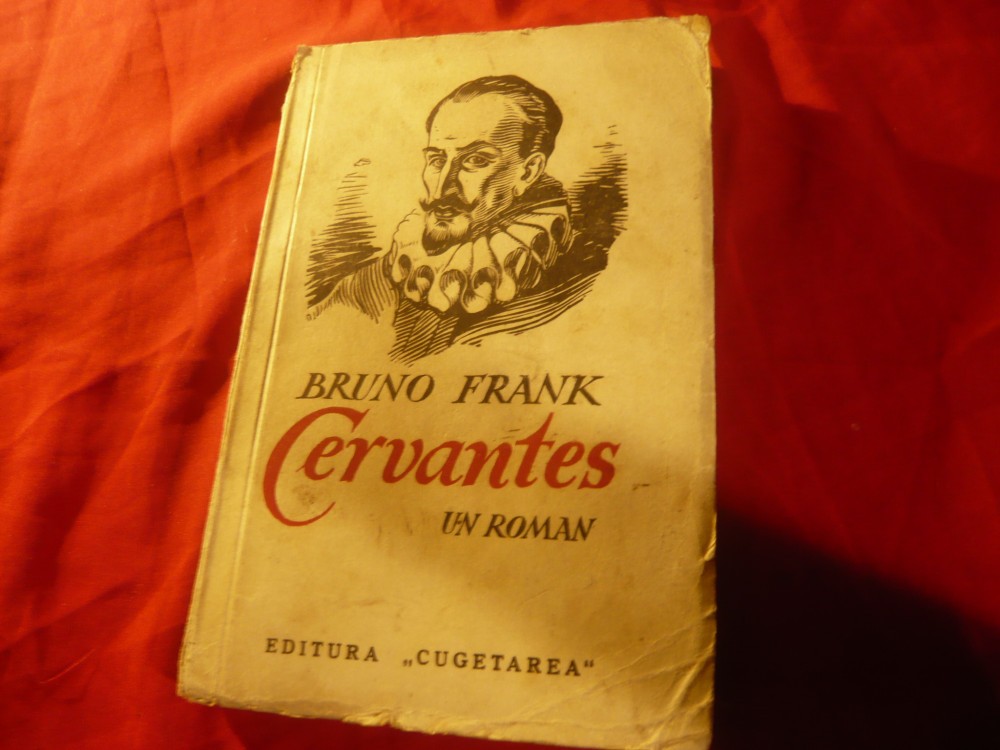 BRUNO FRANK
Cervantes
UN ROMAN
EDITURA „CUGETAREA“